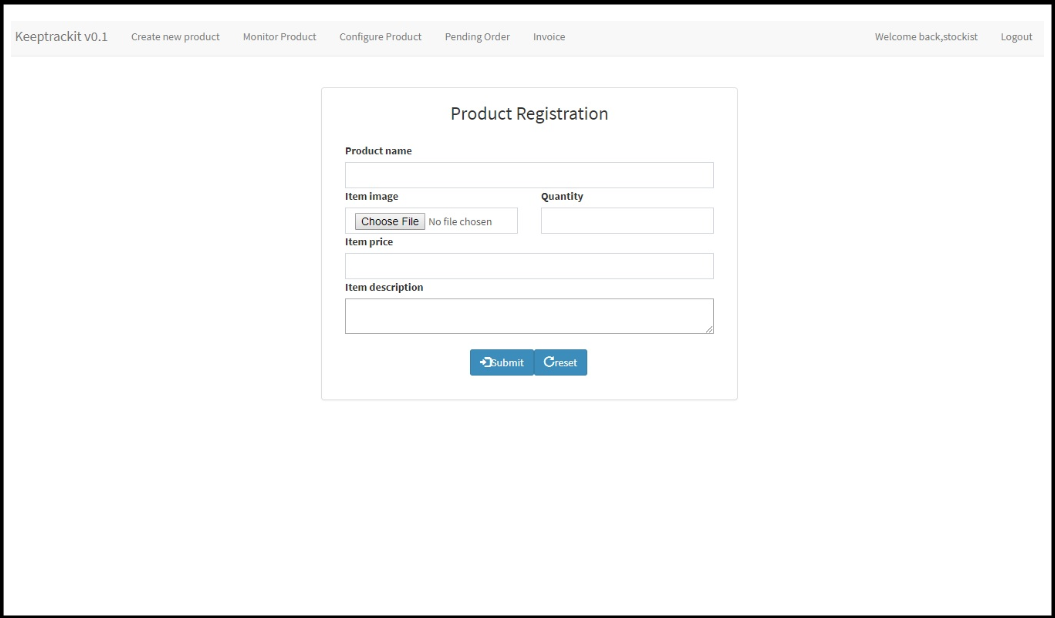 Keeptrackit v0.1 Create new product Monitor Product Configure Product Pending Order Invoice Welcome back,stockist Logout
Product Registration
Product name
Item image Quantity
Choose File No file chosen
Item price
Item description
Submit reset